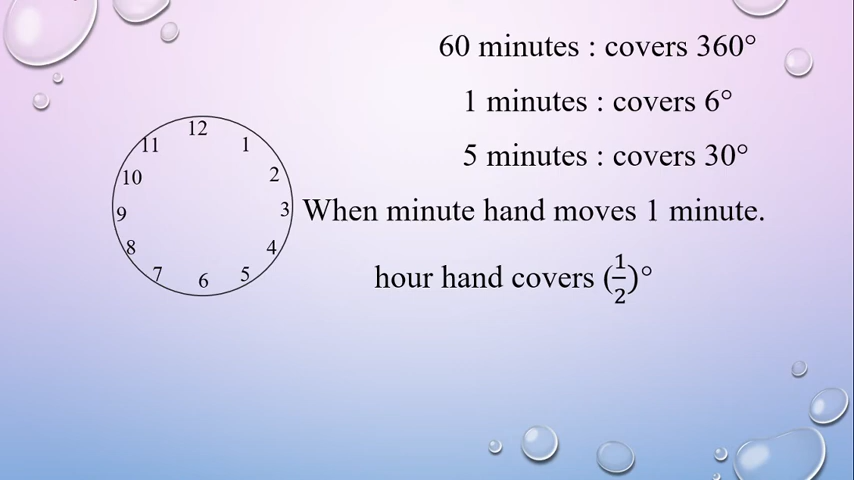 60 minutes : covers 360°
1 minutes : covers 6°
5 minutes : covers 30°
When minute hand moves 1 minute.
hour hand covers (1/2)°
12
11
1
10
2
9
3
8
4
7
5
6